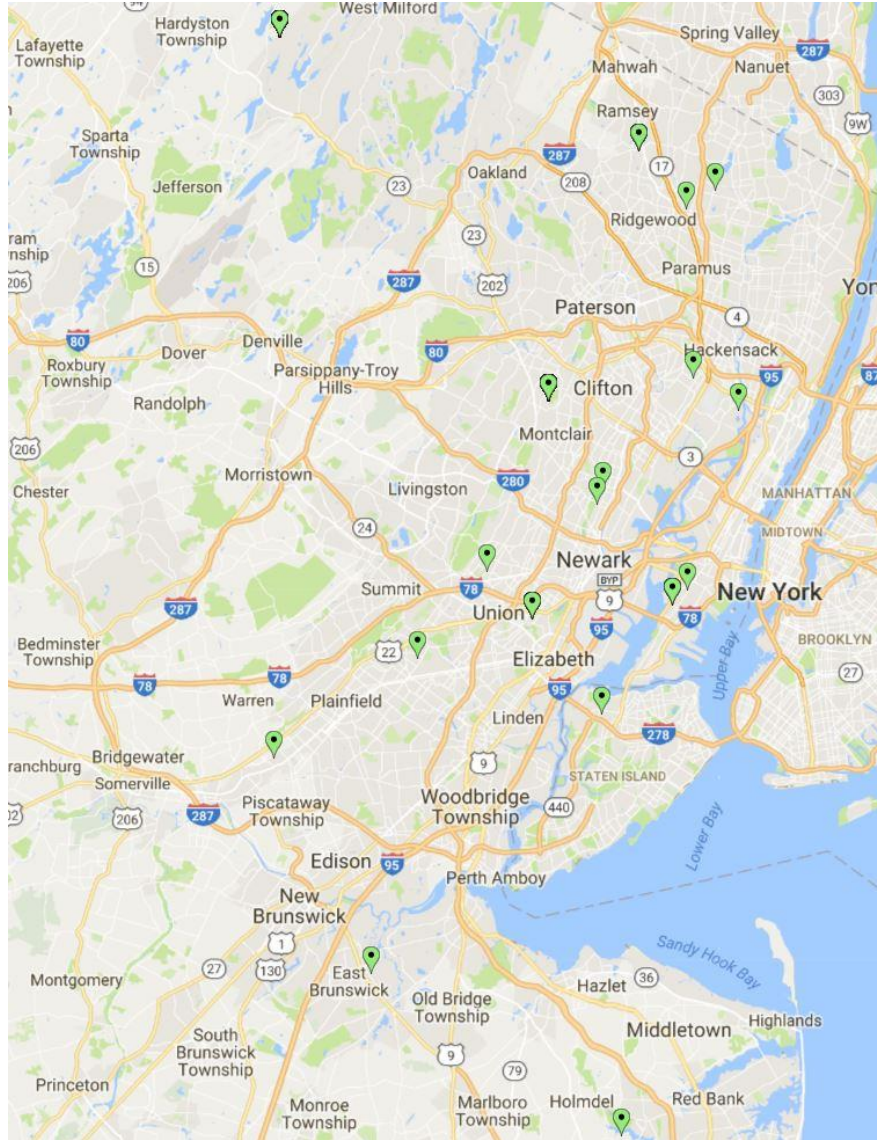 94
West Milford
Hardyston
Township
Lafayette
Township
Spring Valley
287
Mahwah
Nanuet
303
9W
Ramsey
Sparta
Township
287
Oakland
17
208
Jefferson
23
Ridgewood
23
15
206
Paramus
287
202
Yon
Paterson
4
80
Denville
Dover
80
Hackensack
Roxbury
Township
Parsippany-Troy
Hills
95
87
Clifton
Randolph
Montclair
206
3
Morristown
280
Chester
Livingston
MANHATTAN
24
MIDTOWN
Newark
BYP
Summit
78
New York
9
287
Union
78
95
Bedminster
Township
22
BROOKLYN
Elizabeth
Upper Bay
27
78
78
95
Warren
Plainfield
Linden
278
Bridgewater
9
ranchburg
Somerville
STATEN ISLAND
Woodbridge
Township
Piscataway
Township
440
206
287
Lower Bay
Edison
95
Perth Amboy
New
Brunswick
1
Sandy Hook Bay
27
130
East
Brunswick
36
Montgomery
Hazlet
Old Bridge
Township
Middletown
Highlands
South
Brunswick
Township
9
79
Princeton
Monroe
Township
Marlboro
Township
Holmdel
Red Bank